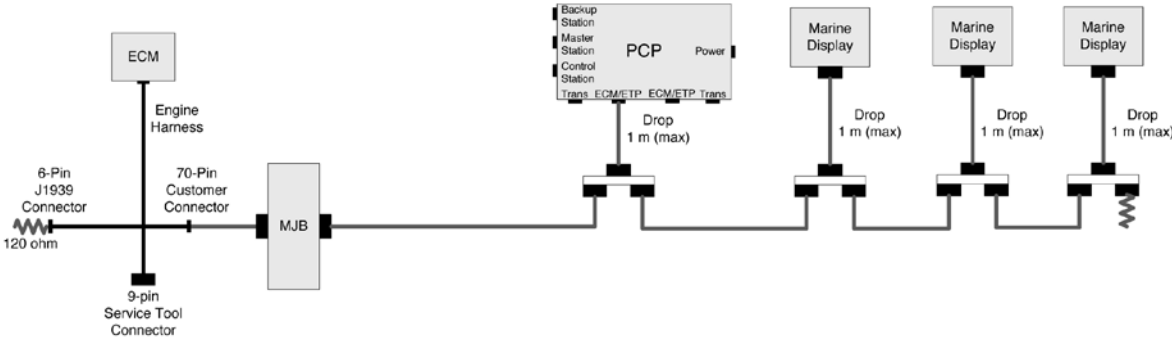 ECM
Engine
Harness
6-Pin
J1939
Connector
120 ohm
70-Pin
Customer
Connector
9-pin
Service Tool
Connector
MJB
Backup
Station
Master
Station
Control
Station
PCP
Power
Trans ECM/ETP ECM/ETP Trans
Drop
1 m (max)
Marine
Display
Drop
1 m (max)
Marine
Display
Drop
1 m (max)
Marine
Display
Drop
1 m (max)